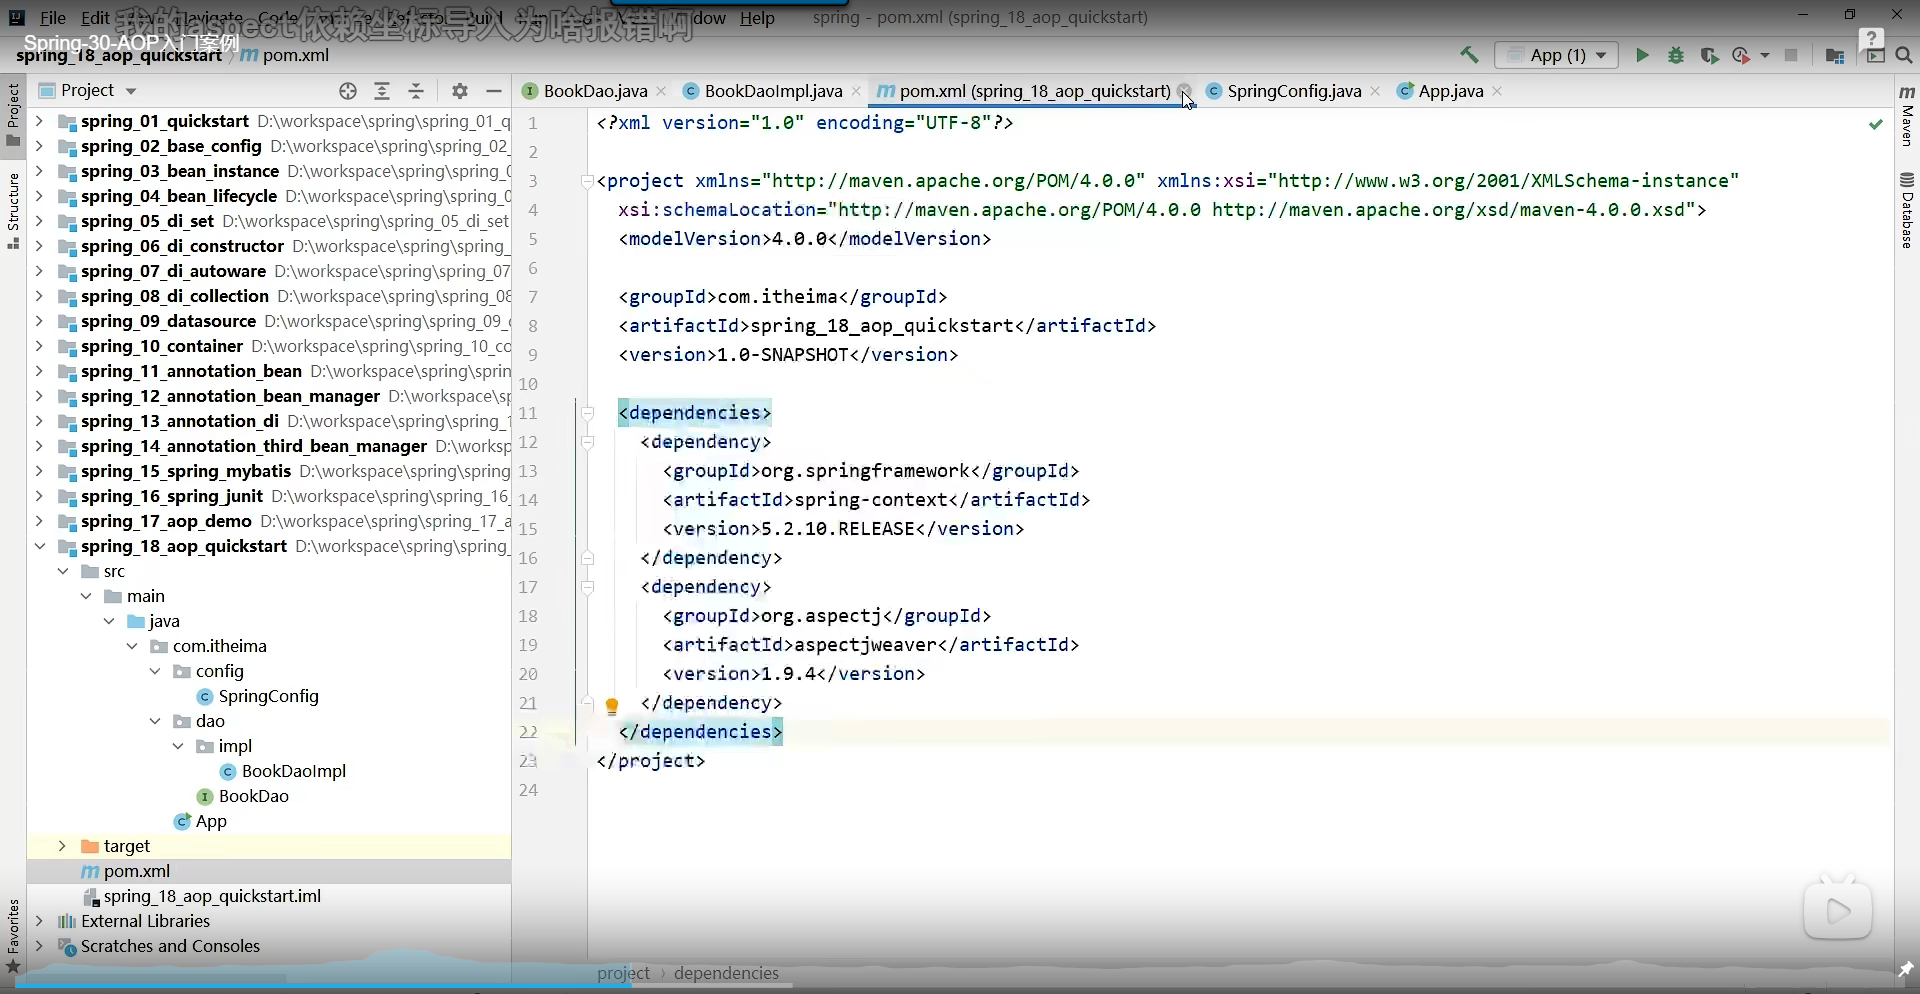 File Edit View Navigate Code Refactor Build Run Window Help spring - pom.xml (spring_18_aop_quickstart)
我的aspect依赖坐标导入为啥报错啊
Spring-30-AOP入门案例
spring_18_aop_quickstart pom.xml
App (1)
Project
BookDao.java
BookDaoImpl.java
pom.xml (spring_18_aop_quickstart)
SpringConfig.java
App.java
Project
Structure
Favorites
spring_01_quickstart D:\workspace\spring\spring_01_q
spring_02_base_config D:\workspace\spring\spring_02_
spring_03_bean_instance D:\workspace\spring\spring_0
spring_04_bean_lifecycle D:\workspace\spring\spring_0
spring_05_di_set D:\workspace\spring\spring_05_di_set
spring_06_di_constructor D:\workspace\spring\spring_
spring_07_di_autoware D:\workspace\spring\spring_07
spring_08_di_collection D:\workspace\spring\spring_08
spring_09_datasource D:\workspace\spring\spring_09_
spring_10_container D:\workspace\spring\spring_10_co
spring_11_annotation_bean D:\workspace\spring\sprin
spring_12_annotation_bean_manager D:\workspace\sp
spring_13_annotation_di D:\workspace\spring\spring_1
spring_14_annotation_third_bean_manager D:\worksp
spring_15_spring_mybatis D:\workspace\spring\spring
spring_16_spring_junit D:\workspace\spring\spring_16_
spring_17_aop_demo D:\workspace\spring\spring_17_a
spring_18_aop_quickstart D:\workspace\spring\spring_
src
main
java
com.itheima
config
SpringConfig
dao
impl
BookDaoImpl
BookDao
App
target
pom.xml
spring_18_aop_quickstart.iml
External Libraries
Scratches and Consoles
1 <?xml version="1.0" encoding="UTF-8"?>
2
3 <project xmlns="http://maven.apache.org/POM/4.0.0" xmlns:xsi="http://www.w3.org/2001/XMLSchema-instance"
4 xsi:schemaLocation="http://maven.apache.org/POM/4.0.0 http://maven.apache.org/xsd/maven-4.0.0.xsd">
5 <modelVersion>4.0.0</modelVersion>
6
7 <groupId>com.itheima</groupId>
8 <artifactId>spring_18_aop_quickstart</artifactId>
9 <version>1.0-SNAPSHOT</version>
10
11 <dependencies>
12 <dependency>
13 <groupId>org.springframework</groupId>
14 <artifactId>spring-context</artifactId>
15 <version>5.2.10.RELEASE</version>
16 </dependency>
17 <dependency>
18 <groupId>org.aspectj</groupId>
19 <artifactId>aspectjweaver</artifactId>
20 <version>1.9.4</version>
21 </dependency>
22 </dependencies>
23 </project>
24
project › dependencies
Maven
Database